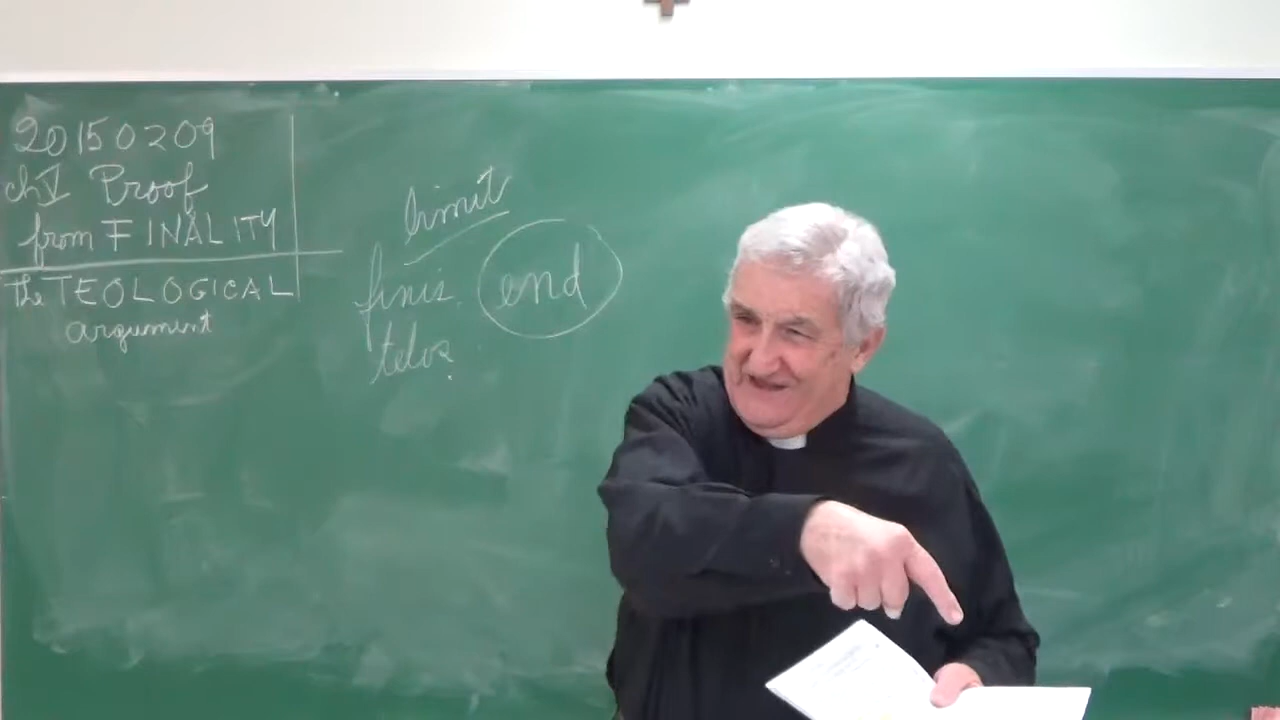 20150209
ch V Proof
from FINALITY
the TEOLOGICAL
argument
limit
finis end
telos